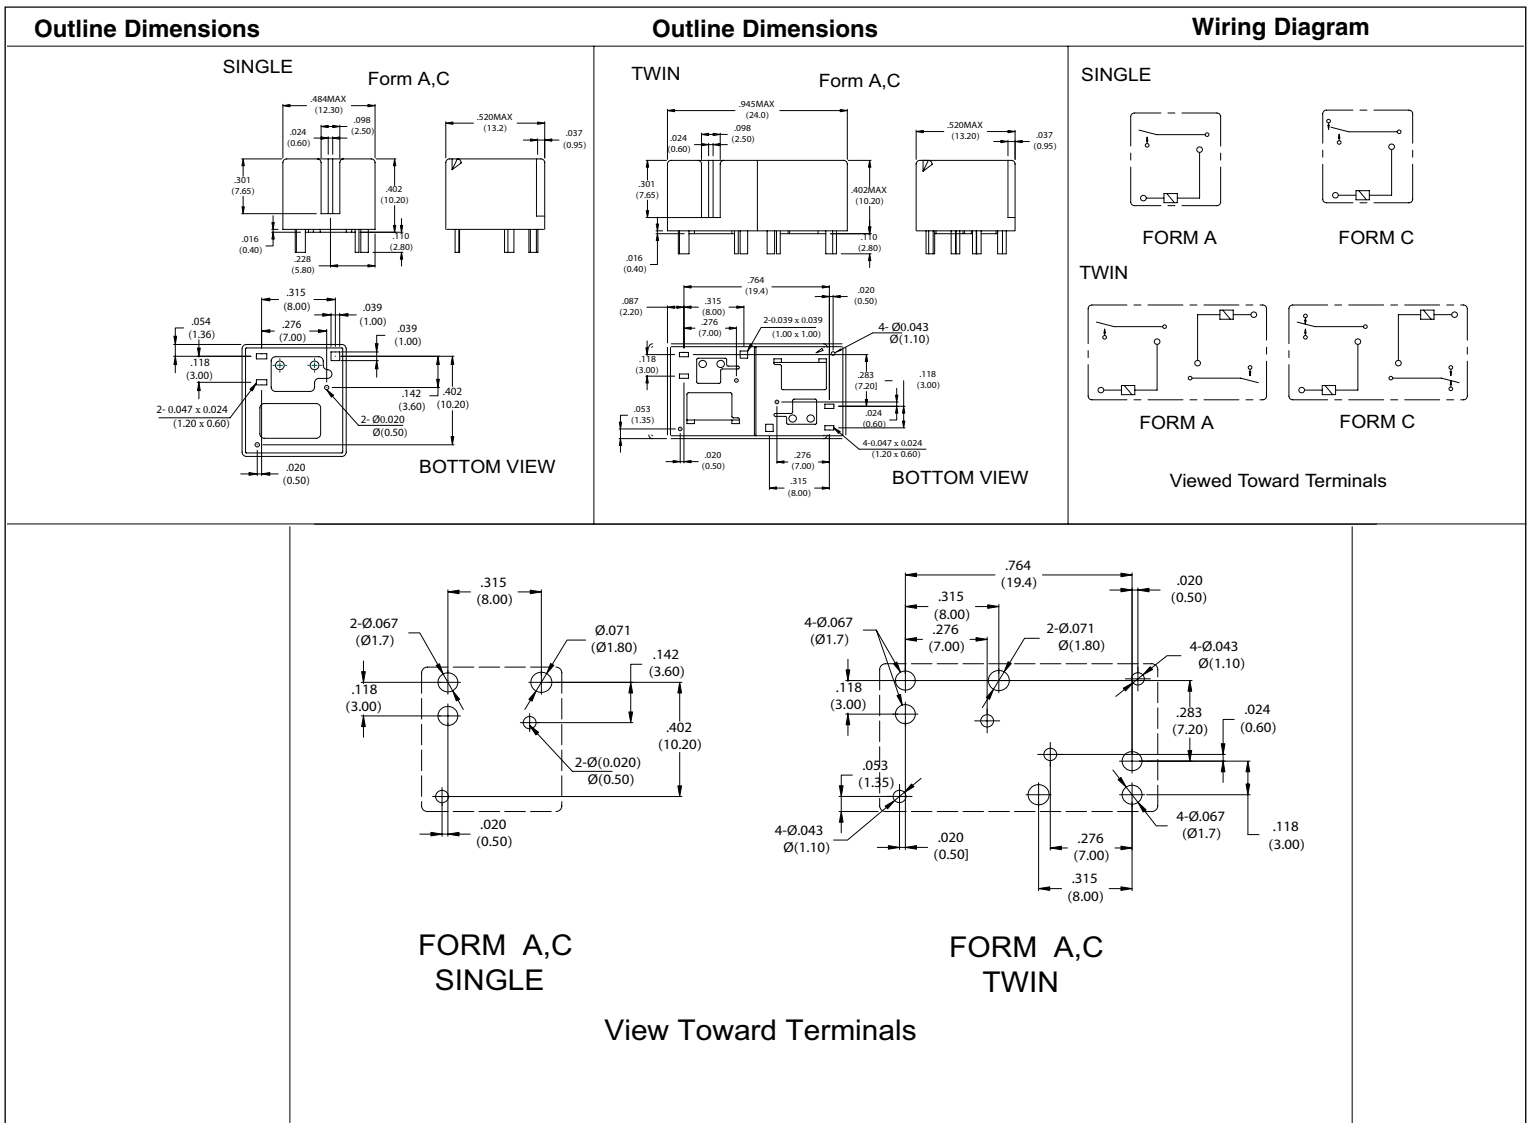 Outline Dimensions
Outline Dimensions
Wiring Diagram
SINGLE
Form A,C
.484MAX
(12.30)
.098
(2.50)
.024
(0.60)
.301
(7.65)
.402
(10.20)
.016
(0.40)
.110
(2.80)
.228
(5.80)
.520MAX
(13.2)
.037
(0.95)
.315
(8.00)
.039
(1.00)
.276
(7.00)
.039
(1.00)
.054
(1.36)
.118
(3.00)
.142
(3.60)
.402
(10.20)
2- 0.047 x 0.024
(1.20 x 0.60)
2- Ø0.020
Ø(0.50)
.020
(0.50)
BOTTOM VIEW
TWIN
Form A,C
.945MAX
(24.0)
.098
(2.50)
.024
(0.60)
.301
(7.65)
.402MAX
(10.20)
.016
(0.40)
.110
(2.80)
.520MAX
(13.20)
.037
(0.95)
.764
(19.4)
.020
(0.50)
.087
(2.20)
.315
(8.00)
.276
(7.00)
2-0.039 x 0.039
(1.00 x 1.00)
4- Ø0.043
Ø(1.10)
.118
(3.00)
.283
(7.20]
.118
(3.00)
.053
(1.35)
.024
(0.60)
4-0.047 x 0.024
(1.20 x 0.60)
.020
(0.50)
.276
(7.00)
.315
(8.00)
BOTTOM VIEW
SINGLE
FORM A
FORM C
TWIN
FORM A
FORM C
Viewed Toward Terminals
.315
(8.00)
2-Ø.067
(Ø1.7)
Ø.071
(Ø1.80)
.142
(3.60)
.118
(3.00)
.402
(10.20)
2-Ø(0.020)
Ø(0.50)
.020
(0.50)
FORM A,C
SINGLE
.764
(19.4)
.020
(0.50)
.315
(8.00)
4-Ø.067
(Ø1.7)
.276
(7.00)
2-Ø.071
Ø(1.80)
4-Ø.043
Ø(1.10)
.118
(3.00)
.283
(7.20)
.024
(0.60)
.053
(1.35)
4-Ø.043
Ø(1.10)
.020
(0.50]
.276
(7.00)
4-Ø.067
(Ø1.7)
.118
(3.00)
.315
(8.00)
FORM A,C
TWIN
View Toward Terminals